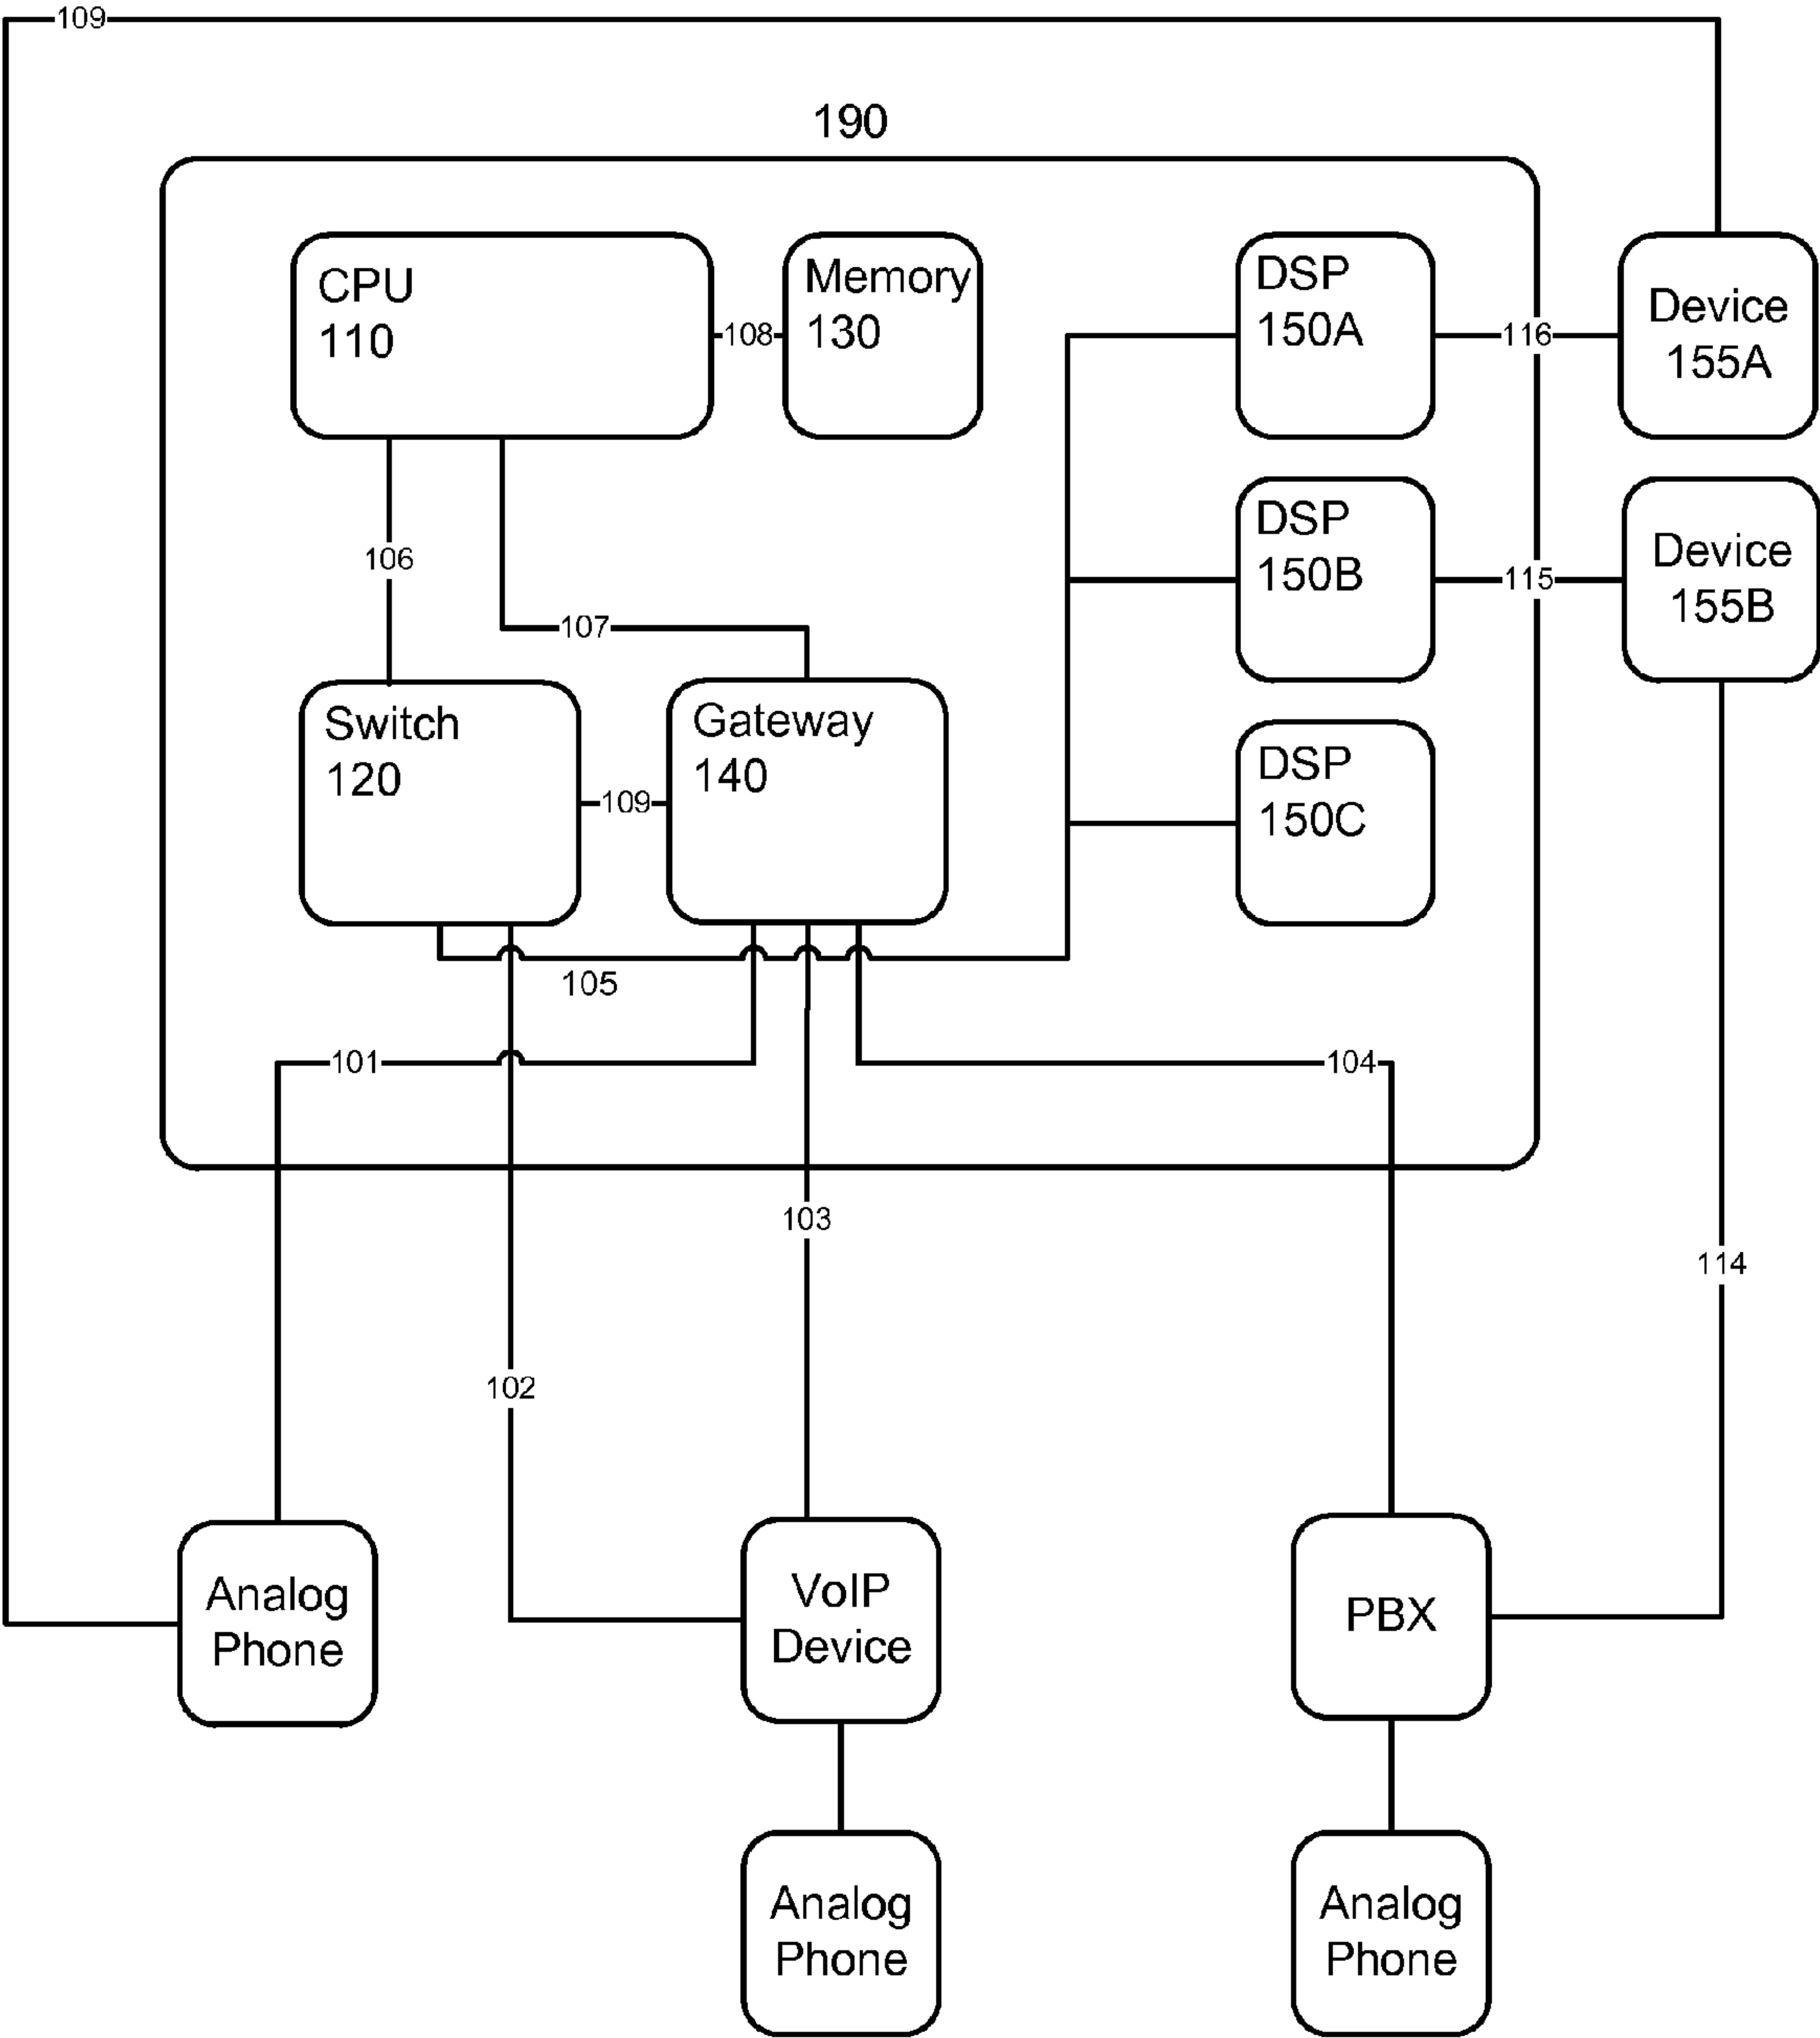 109
190
CPU
110
108
Memory
130
DSP
150A
116
Device
155A
106
107
DSP
150B
115
Device
155B
Switch
120
109
Gateway
140
DSP
150C
105
101
104
103
114
102
Analog
Phone
VoIP
Device
PBX
Analog
Phone
Analog
Phone